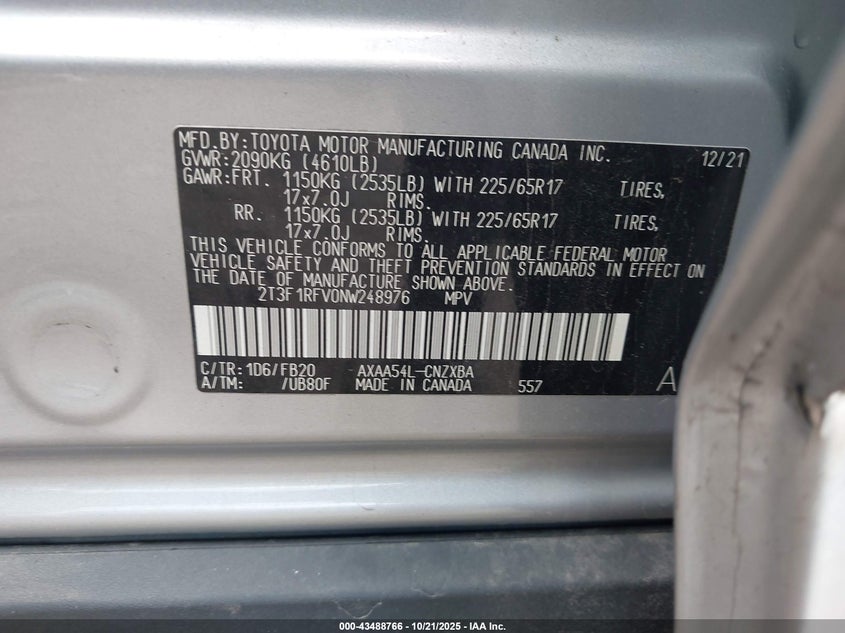 MFD. BY: TOYOTA MOTOR MANUFACTURING CANADA INC. 12/21
GVWR: 2090KG (4610LB)
GAWR: FRT. 1150KG (2535LB) WITH 225/65R17 TIRES,
17x7.0J RIMS.
RR. 1150KG (2535LB) WITH 225/65R17 TIRES,
17x7.0J RIMS.
THIS VEHICLE CONFORMS TO ALL APPLICABLE FEDERAL MOTOR
VEHICLE SAFETY AND THEFT PREVENTION STANDARDS IN EFFECT ON
THE DATE OF MANUFACTURE SHOWN ABOVE.
2T3F1RFV0NW248976 MPV
C/TR: 1D6/FB20 AXAA54L-CNZXBA
A/TM: /UB80F MADE IN CANADA 557 A
000-43488766 - 10/21/2025 - IAA Inc.